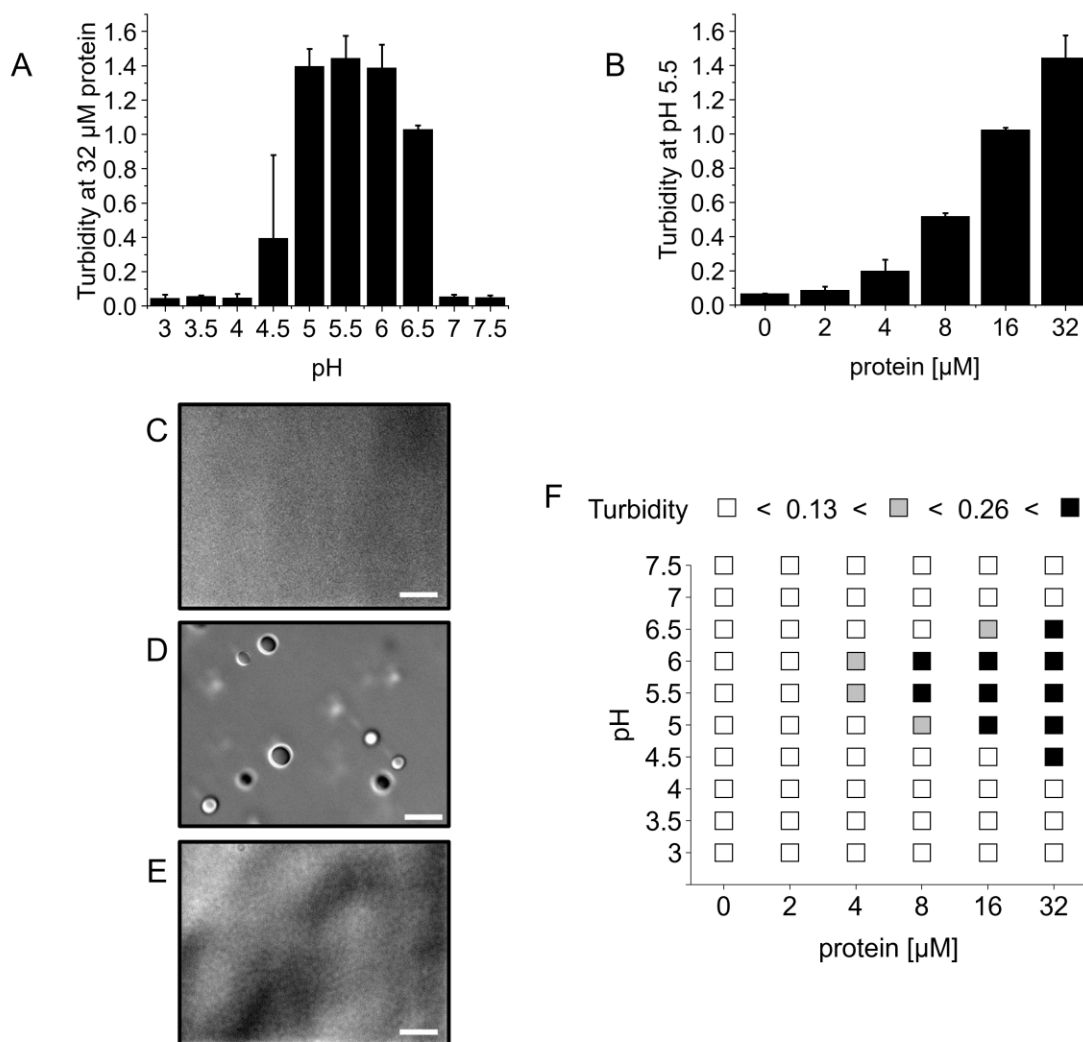 A
Turbidity at 32 µM protein
1.6
1.4
1.2
1.0
0.8
0.6
0.4
0.2
0.0
3 3.5 4 4.5 5 5.5 6 6.5 7 7.5
pH
B
Turbidity at pH 5.5
1.6
1.4
1.2
1.0
0.8
0.6
0.4
0.2
0.0
0 2 4 8 16 32
protein [µM]
C
D
E
F
Turbidity < 0.13 < < 0.26 <
pH
7.5
7
6.5
6
5.5
5
4.5
4
3.5
3
0 2 4 8 16 32
protein [µM]